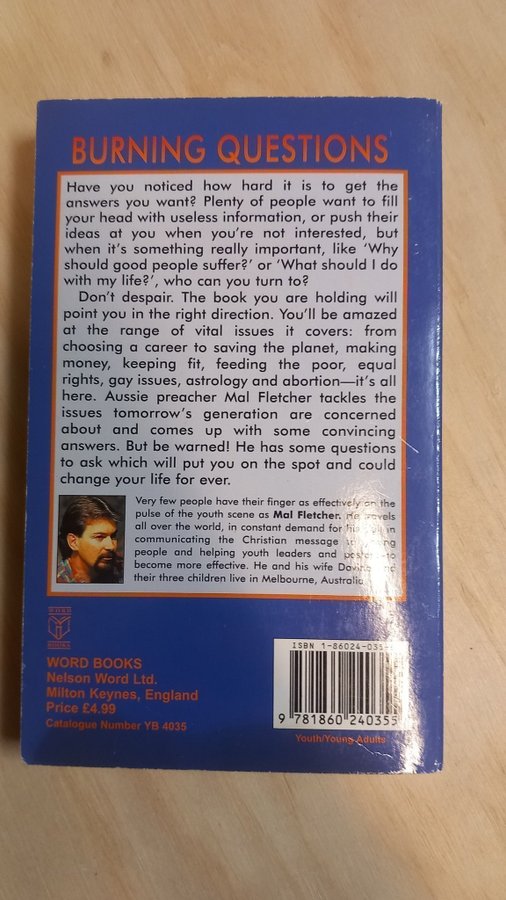 BURNING QUESTIONS
Have you noticed how hard it is to get the
answers you want? Plenty of people want to fill
your head with useless information, or push their
ideas at you when you're not interested, but
when it's something really important, like ‘Why
should good people suffer?’ or ‘What should I do
with my life?’, who can you turn to?
Don't despair. The book you are holding will
point you in the right direction. You'll be amazed
at the range of vital issues it covers: from
choosing a career to saving the planet, making
money, keeping fit, feeding the poor, equal
rights, gay issues, astrology and abortion—it's all
here. Aussie preacher Mal Fletcher tackles the
issues tomorrow's generation are concerned
about and comes up with some convincing
answers. But be warned! He has some questions
to ask which will put you on the spot and could
change your life for ever.
Very few people have their finger as effectively on the
pulse of the youth scene as Mal Fletcher. He travels
all over the world, in constant demand for his in
communicating the Christian message to young
people and helping youth leaders and pastors to
become more effective. He and his wife and
their three children live in Melbourne, Australia
WORD
BOOKS
WORD BOOKS
Nelson Word Ltd.
Milton Keynes, England
Price £4.99
Catalogue Number YB 4035
ISBN 1-86024-035-
9 781860 240355
Youth/Young Adults